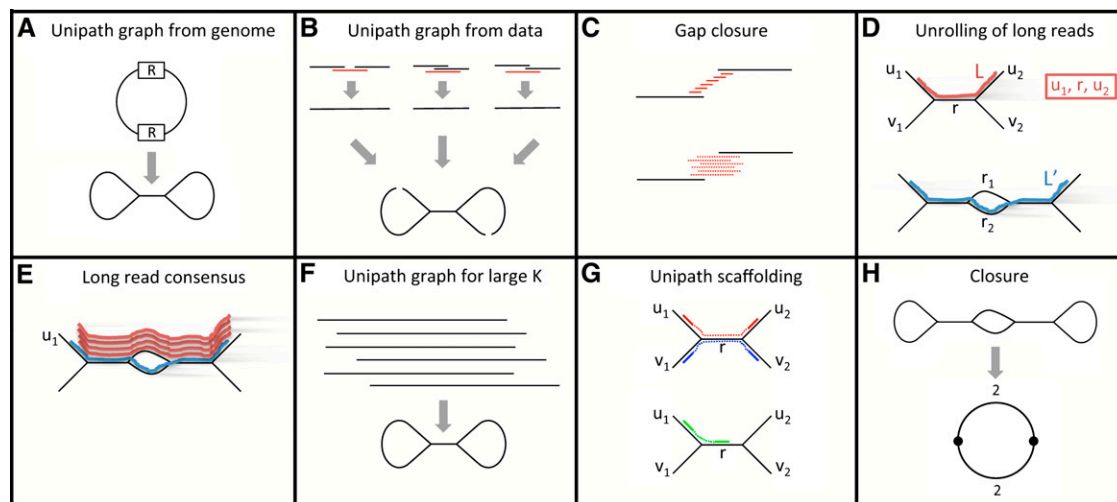 A Unipath graph from genome
R
R
B Unipath graph from data
C Gap closure
D Unrolling of long reads
u1 L u2
u1, r, u2
v1 r v2
r1 L'
r2
E Long read consensus
u1
F Unipath graph for large K
G Unipath scaffolding
u1 u2
r
v1 v2
u1 u2
r
v1 v2
H Closure
2
2